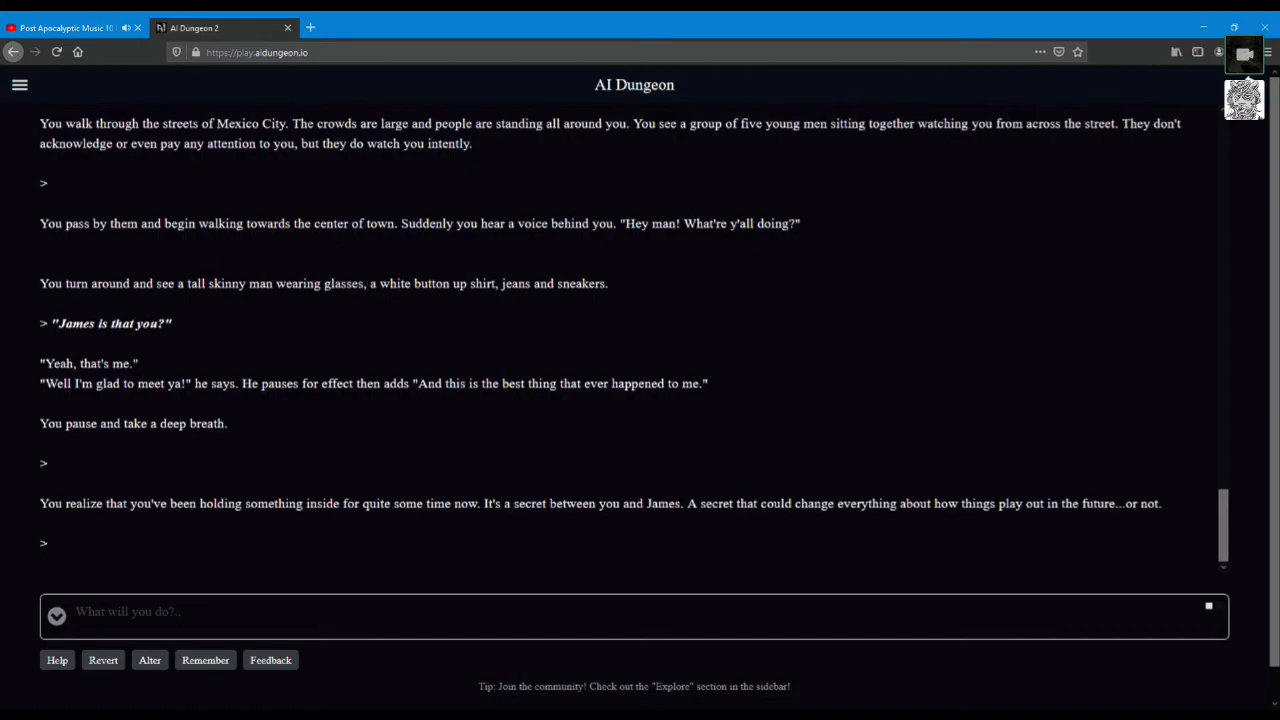 Post Apocalyptic Music 10
AI Dungeon 2
https://play.aidungeon.io
AI Dungeon
You walk through the streets of Mexico City. The crowds are large and people are standing all around you. You see a group of five young men sitting together watching you from across the street. They don't
acknowledge or even pay any attention to you, but they do watch you intently.
>
You pass by them and begin walking towards the center of town. Suddenly you hear a voice behind you. "Hey man! What're y'all doing?"
You turn around and see a tall skinny man wearing glasses, a white button up shirt, jeans and sneakers.
> "James is that you?"
"Yeah, that's me."
"Well I'm glad to meet ya!" he says. He pauses for effect then adds "And this is the best thing that ever happened to me."
You pause and take a deep breath.
>
You realize that you've been holding something inside for quite some time now. It's a secret between you and James. A secret that could change everything about how things play out in the future...or not.
>
What will you do?..
Help Revert Alter Remember Feedback
Tip: Join the community! Check out the "Explore" section in the sidebar!